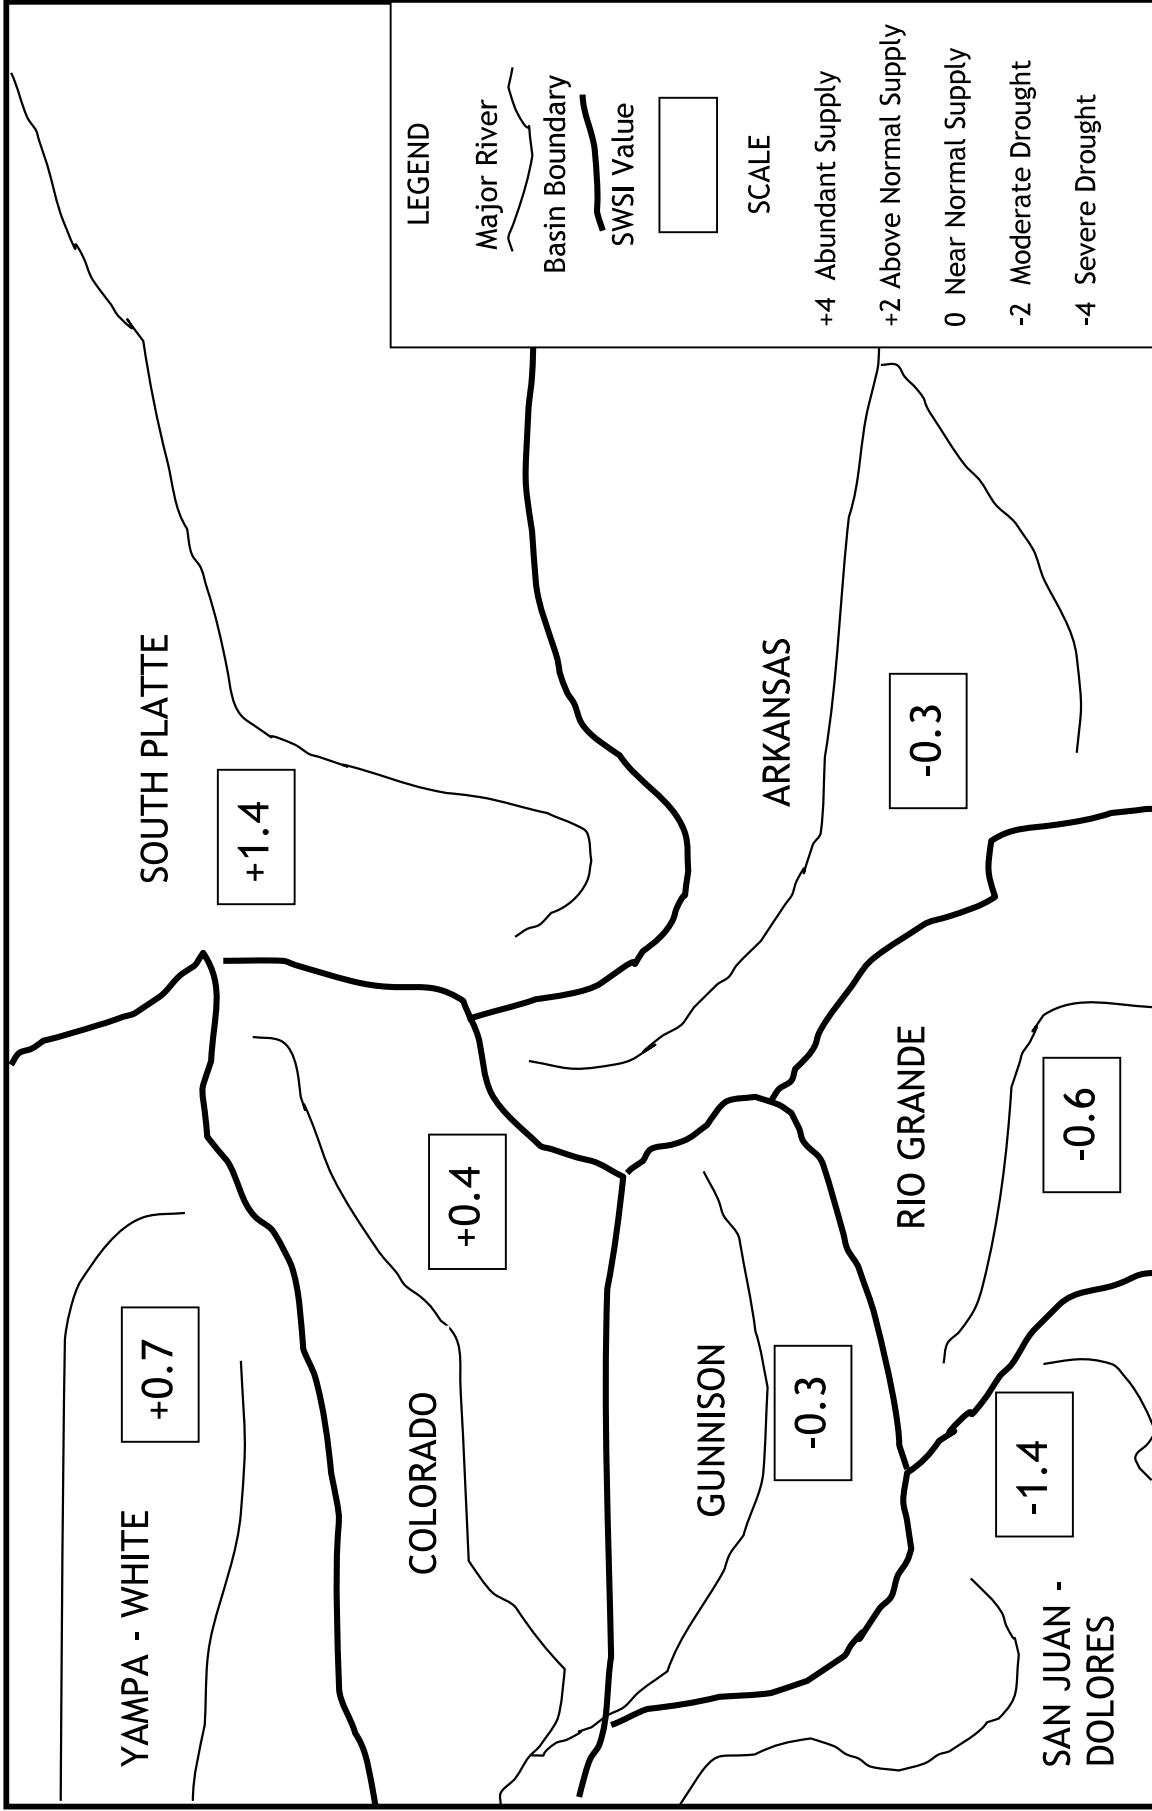 YAMPA - WHITE
+0.7
SOUTH PLATTE
+1.4
COLORADO
+0.4
GUNNISON
-0.3
ARKANSAS
-0.3
RIO GRANDE
-0.6
SAN JUAN -
DOLORES
-1.4
LEGEND
Major River
Basin Boundary
SWSI Value
SCALE
+4 Abundant Supply
+2 Above Normal Supply
0 Near Normal Supply
-2 Moderate Drought
-4 Severe Drought